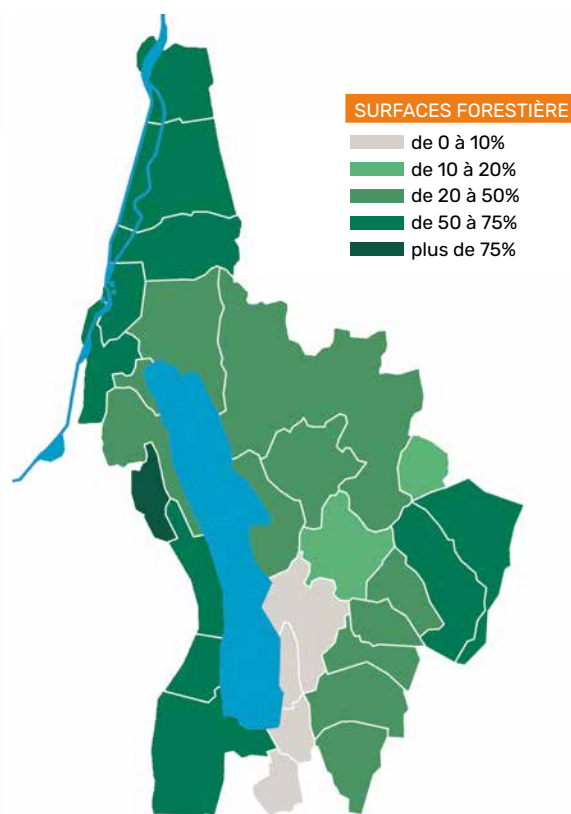 SURFACES FORESTIÈRE
de 0 à 10%
de 10 à 20%
de 20 à 50%
de 50 à 75%
plus de 75%